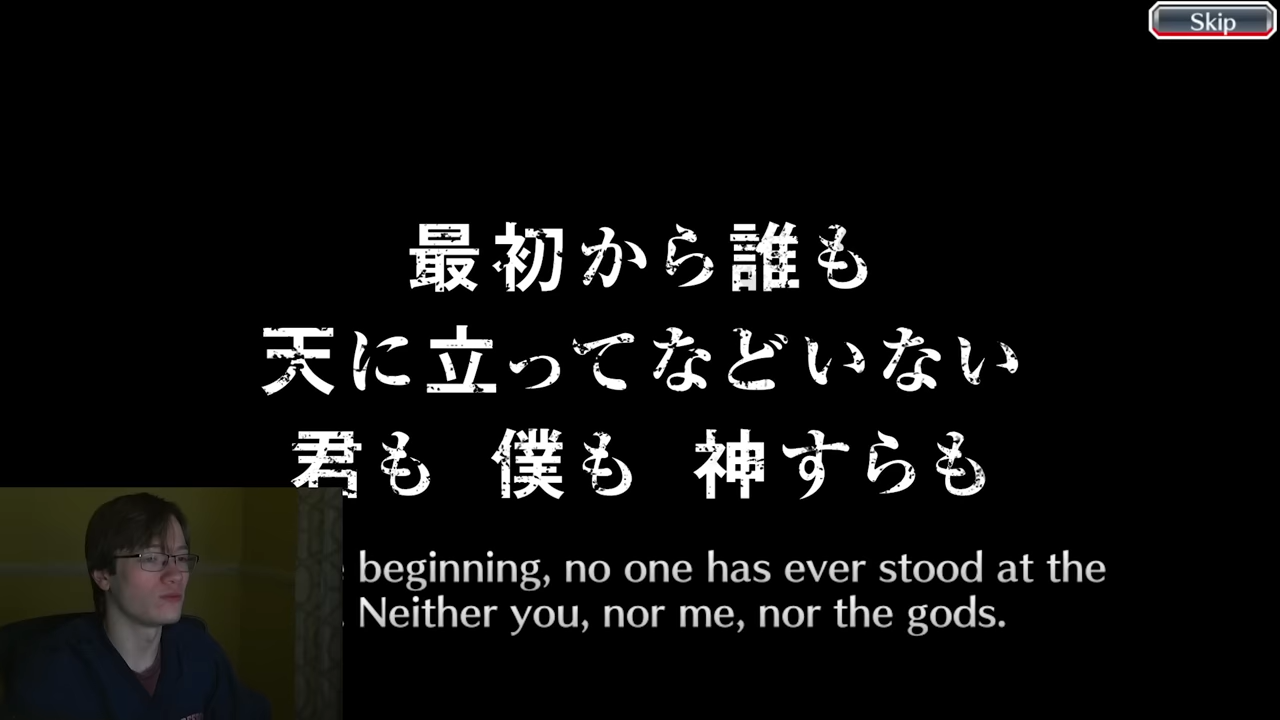 Skip
最初から誰も
天に立ってなどいない
君も 僕も 神すらも
beginning, no one has ever stood at the
Neither you, nor me, nor the gods.